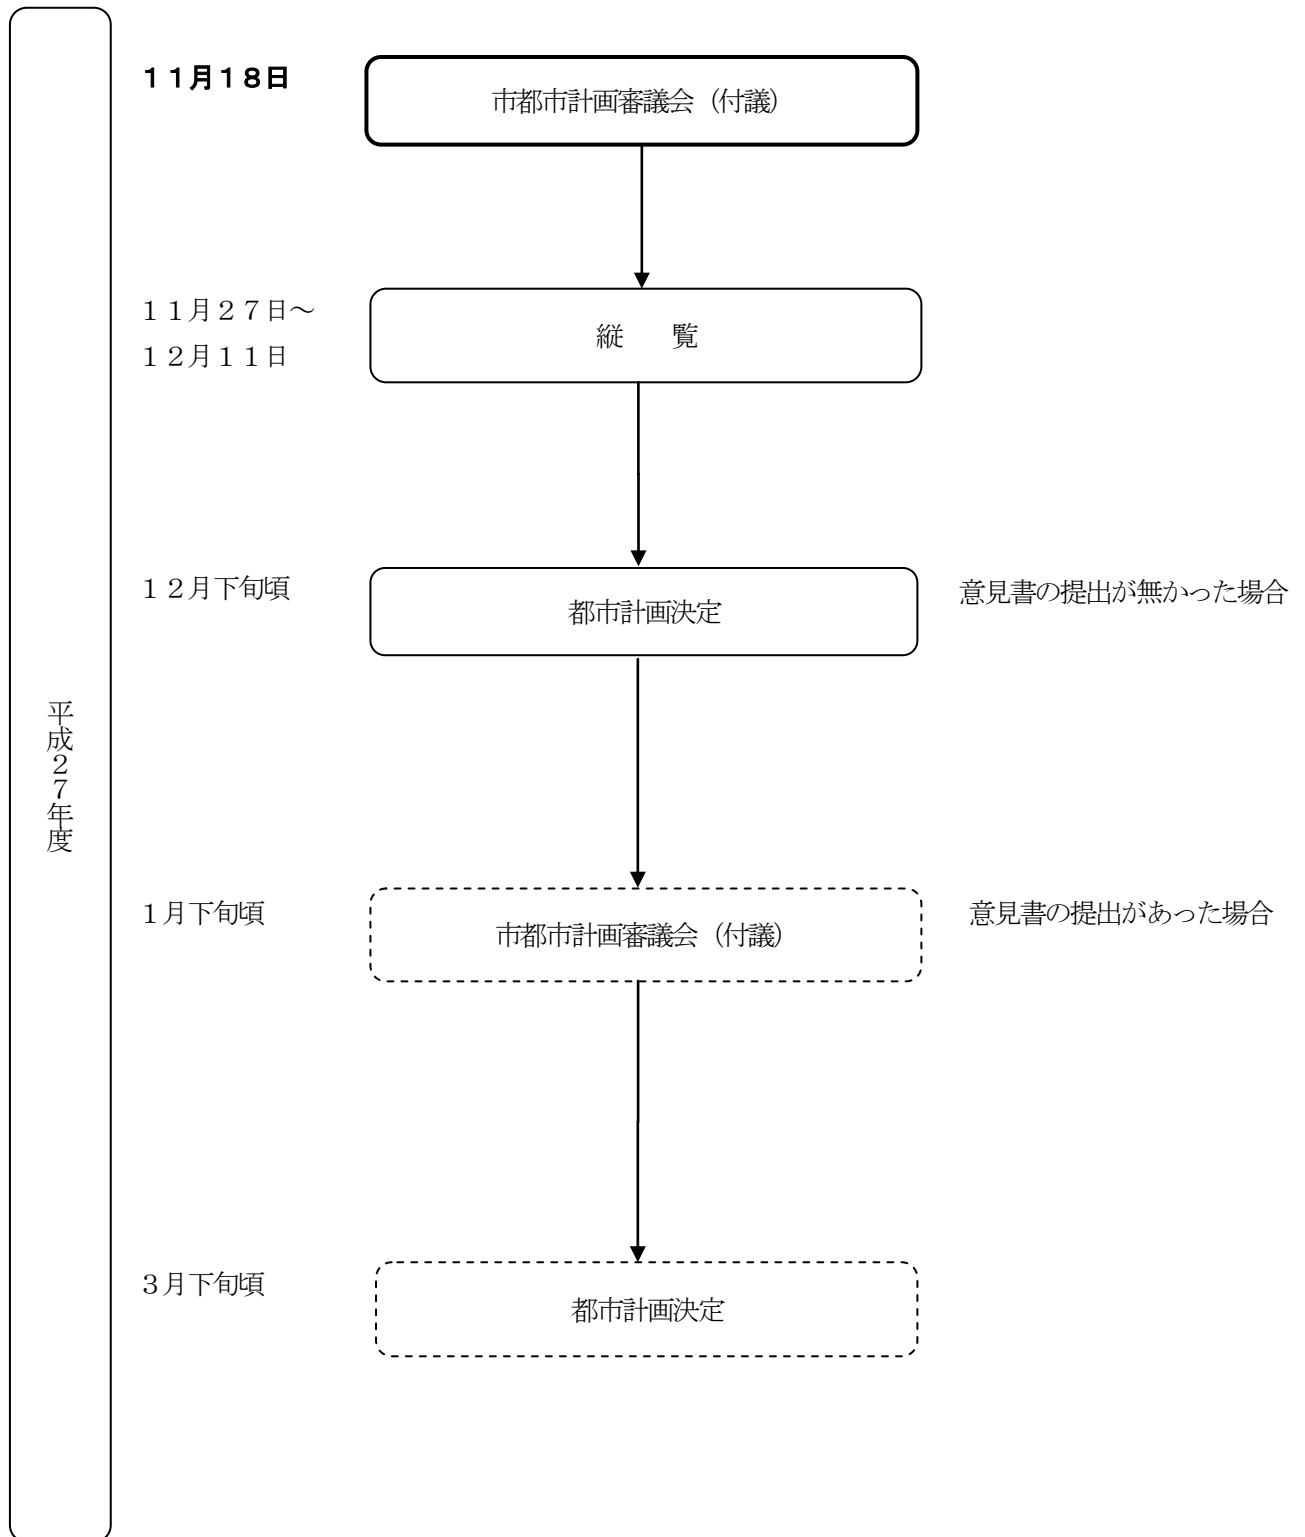 平成２７年度
１１月１８日
市都市計画審議会（付議）
１１月２７日～
１２月１１日
縦　　覧
１２月下旬頃
都市計画決定
意見書の提出が無かった場合
１月下旬頃
市都市計画審議会（付議）
意見書の提出があった場合
３月下旬頃
都市計画決定